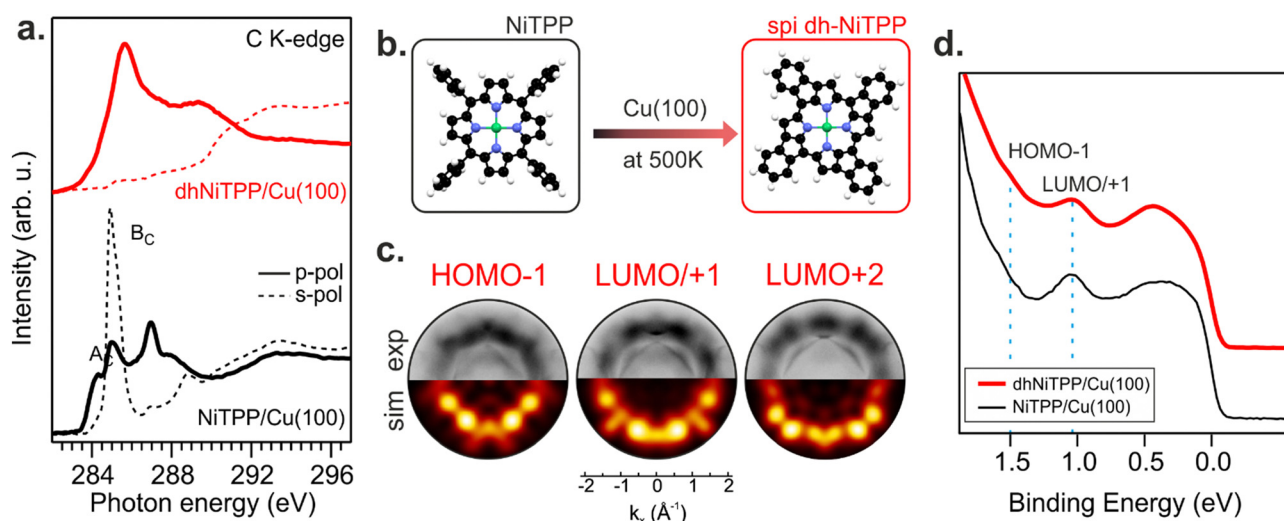 a.
C K-edge
Intensity (arb. u.)
dhNiTPP/Cu(100)
B_C
p-pol
s-pol
A
NiTPP/Cu(100)
284 288 292 296
Photon energy (eV)
b.
NiTPP
spi dh-NiTPP
Cu(100)
at 500K
c.
HOMO-1 LUMO/+1 LUMO+2
exp
sim
-2 -1 0 1 2
kₓ (Å⁻¹)
d.
HOMO-1
LUMO/+1
dhNiTPP/Cu(100)
NiTPP/Cu(100)
1.5 1.0 0.5 0.0
Binding Energy (eV)